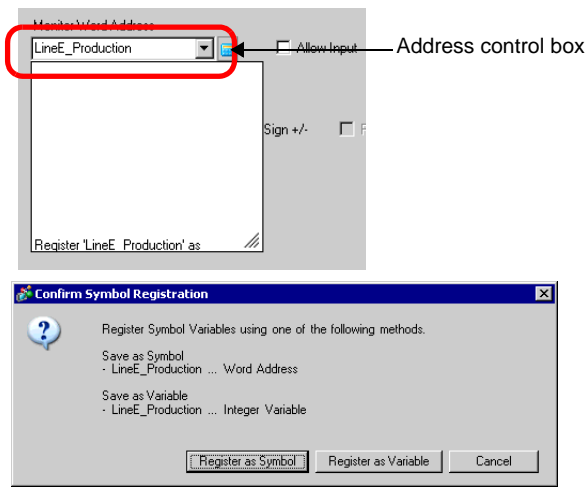 Monitor Word Address
LineE_Production
Allow Input
Address control box
Sign +/-
Register 'LineE_Production' as
Confirm Symbol Registration
Register Symbol Variables using one of the following methods.
Save as Symbol
- LineE_Production ... Word Address
Save as Variable
- LineE_Production ... Integer Variable
Register as Symbol Register as Variable Cancel